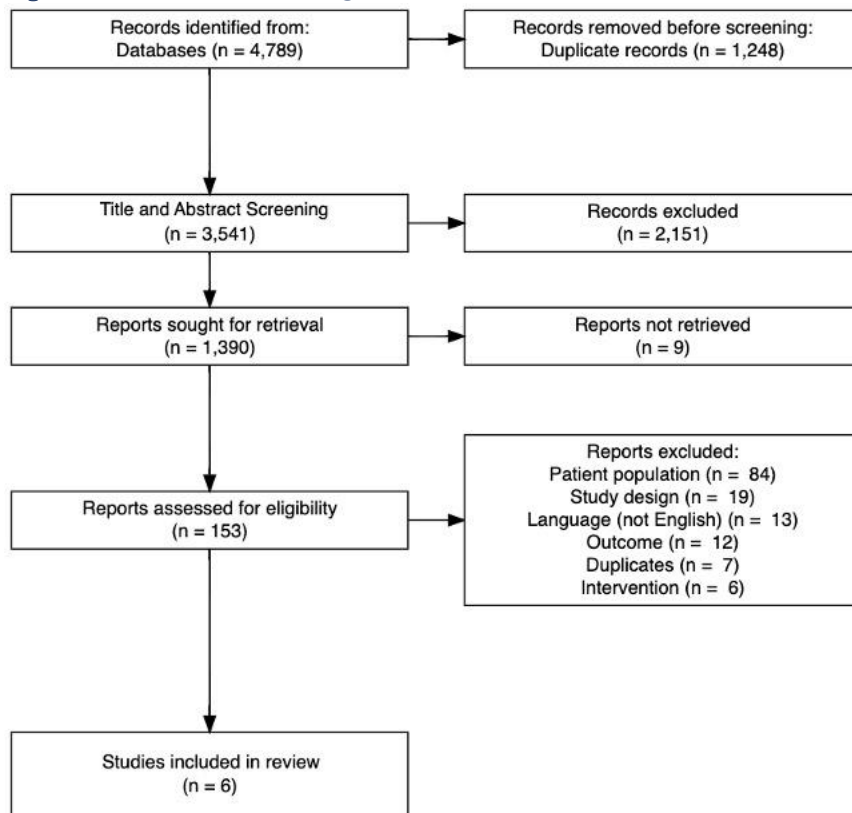 Records identified from:
Databases (n = 4,789)
Records removed before screening:
Duplicate records (n = 1,248)
Title and Abstract Screening
(n = 3,541)
Records excluded
(n = 2,151)
Reports sought for retrieval
(n = 1,390)
Reports not retrieved
(n = 9)
Reports assessed for eligibility
(n = 153)
Reports excluded:
Patient population (n = 84)
Study design (n = 19)
Language (not English) (n = 13)
Outcome (n = 12)
Duplicates (n = 7)
Intervention (n = 6)
Studies included in review
(n = 6)